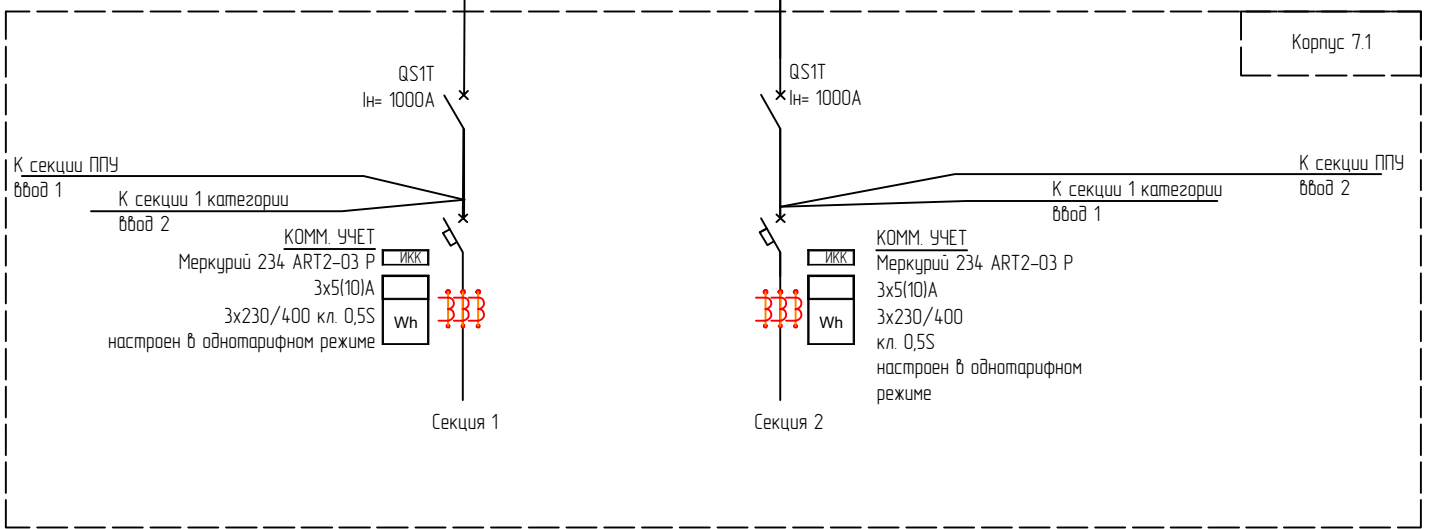 Корпус 7.1
QS1T
Iн= 1000А
QS1T
Iн= 1000А
К секции ППУ
ввод 1
К секции 1 категории
ввод 2
К секции ППУ
ввод 2
К секции 1 категории
ввод 1
КОММ. УЧЕТ
Меркурий 234 ART2-03 P
3х5(10)А
3х230/400 кл. 0,5S
настроен в однотарифном режиме
ИКК
Wh
ИКК
Wh
КОММ. УЧЕТ
Меркурий 234 ART2-03 P
3х5(10)А
3х230/400
кл. 0,5S
настроен в однотарифном
режиме
Секция 1
Секция 2